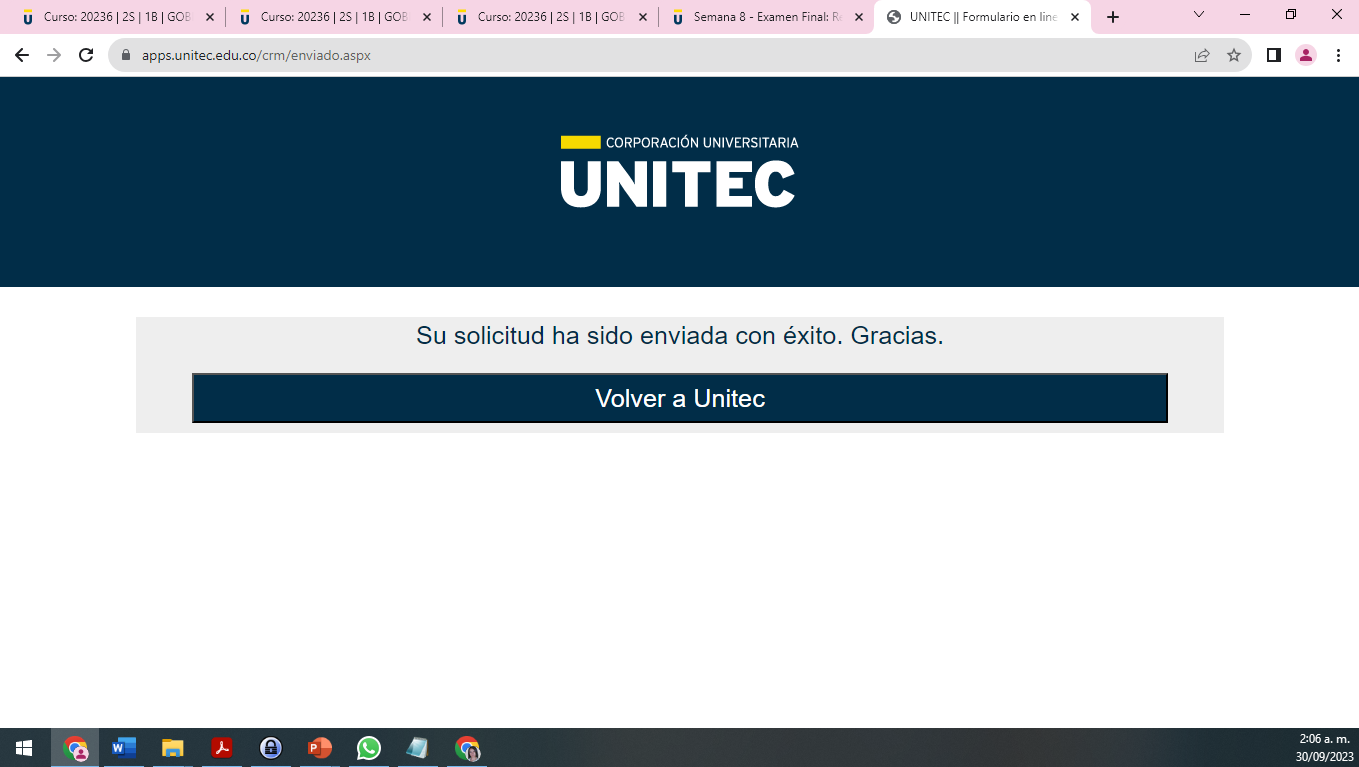 Curso: 20236 | 2S | 1B | GOB
Curso: 20236 | 2S | 1B | GOB
Curso: 20236 | 2S | 1B | GOB
Semana 8 - Examen Final: Re
UNITEC || Formulario en line
apps.unitec.edu.co/crm/enviado.aspx
CORPORACIÓN UNIVERSITARIA
UNITEC
Su solicitud ha sido enviada con éxito. Gracias.
Volver a Unitec
2:06 a. m.
30/09/2023